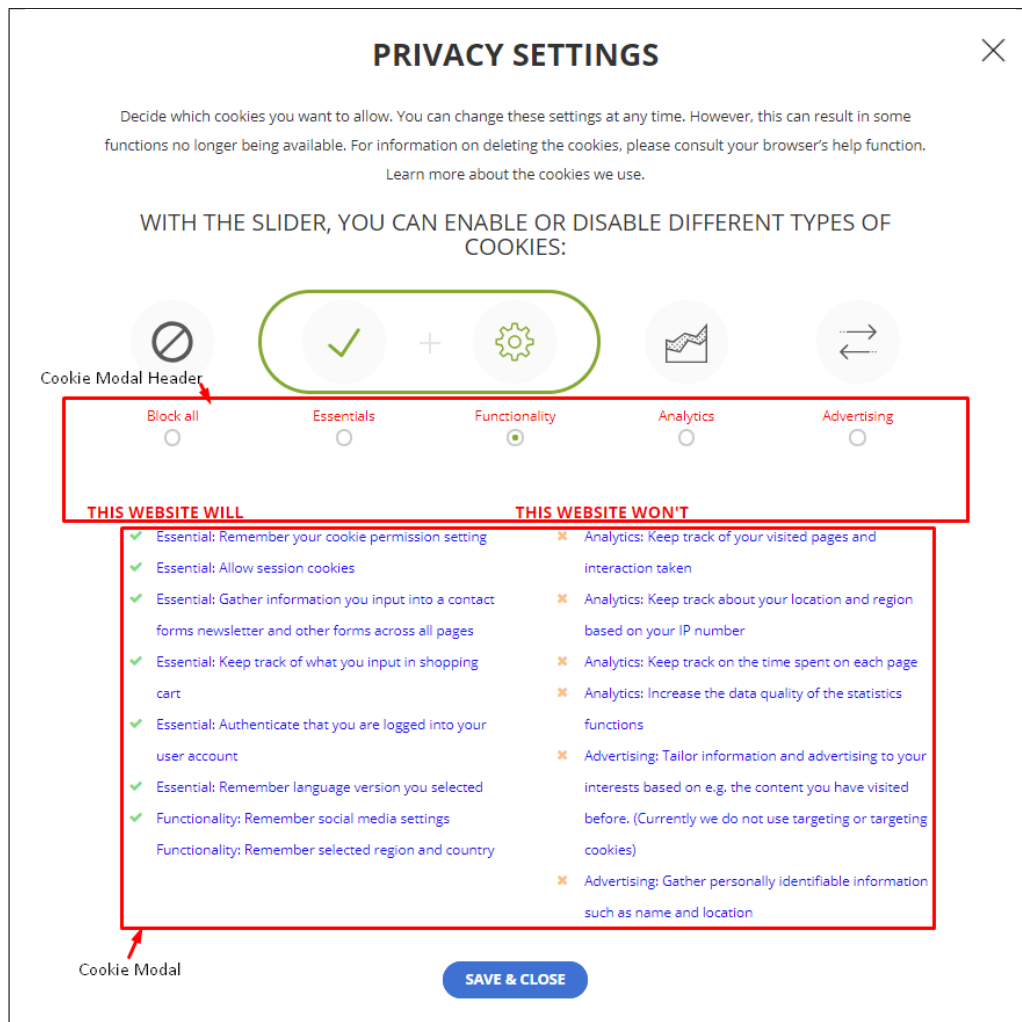 PRIVACY SETTINGS
Decide which cookies you want to allow. You can change these settings at any time. However, this can result in some
functions no longer being available. For information on deleting the cookies, please consult your browser's help function.
Learn more about the cookies we use.
WITH THE SLIDER, YOU CAN ENABLE OR DISABLE DIFFERENT TYPES OF
COOKIES:
Cookie Modal Header
Block all
Essentials
Functionality
Analytics
Advertising
THIS WEBSITE WILL
Essential: Remember your cookie permission setting
Essential: Allow session cookies
Essential: Gather information you input into a contact
forms newsletter and other forms across all pages
Essential: Keep track of what you input in shopping
cart
Essential: Authenticate that you are logged into your
user account
Essential: Remember language version you selected
Functionality: Remember social media settings
Functionality: Remember selected region and country
THIS WEBSITE WON'T
Analytics: Keep track of your visited pages and
interaction taken
Analytics: Keep track about your location and region
based on your IP number
Analytics: Keep track on the time spent on each page
Analytics: Increase the data quality of the statistics
functions
Advertising: Tailor information and advertising to your
interests based on e.g. the content you have visited
before. (Currently we do not use targeting or targeting
cookies)
Advertising: Gather personally identifiable information
such as name and location
Cookie Modal
SAVE & CLOSE